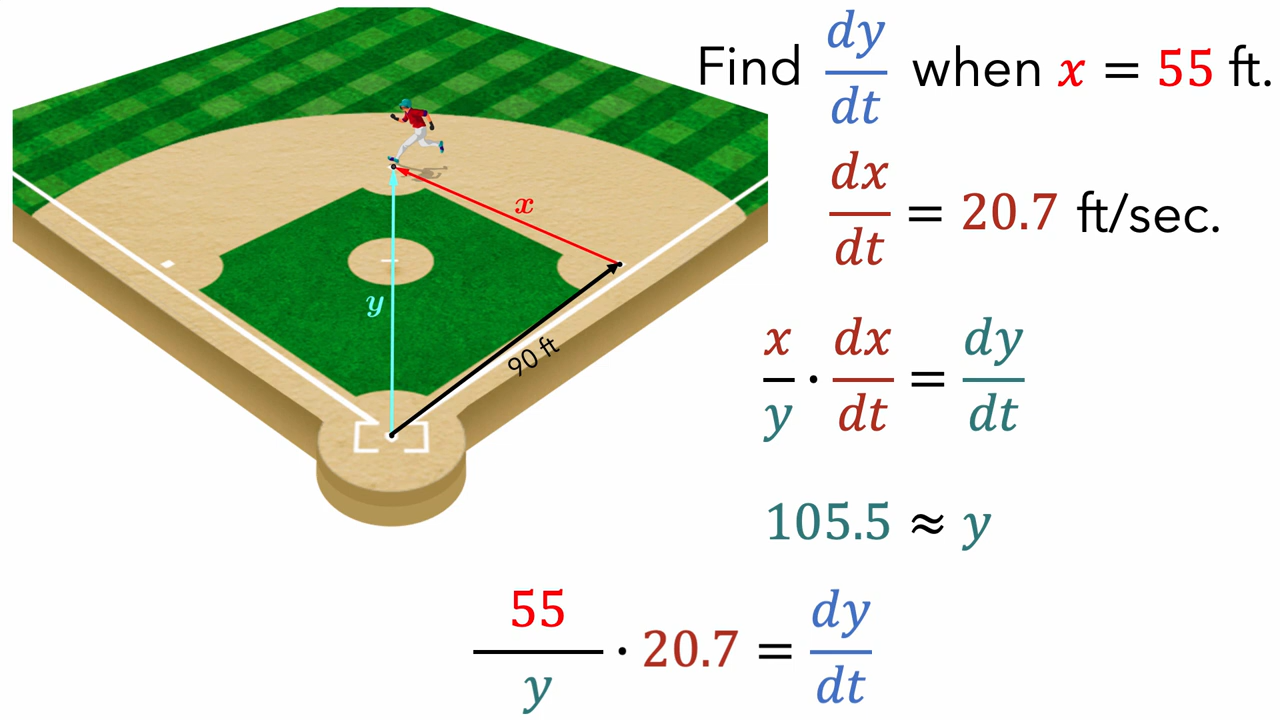 Find dy/dt when x = 55 ft.
dx/dt = 20.7 ft/sec.
x
y
90 ft
x/y · dx/dt = dy/dt
105.5 ≈ y
55/y · 20.7 = dy/dt